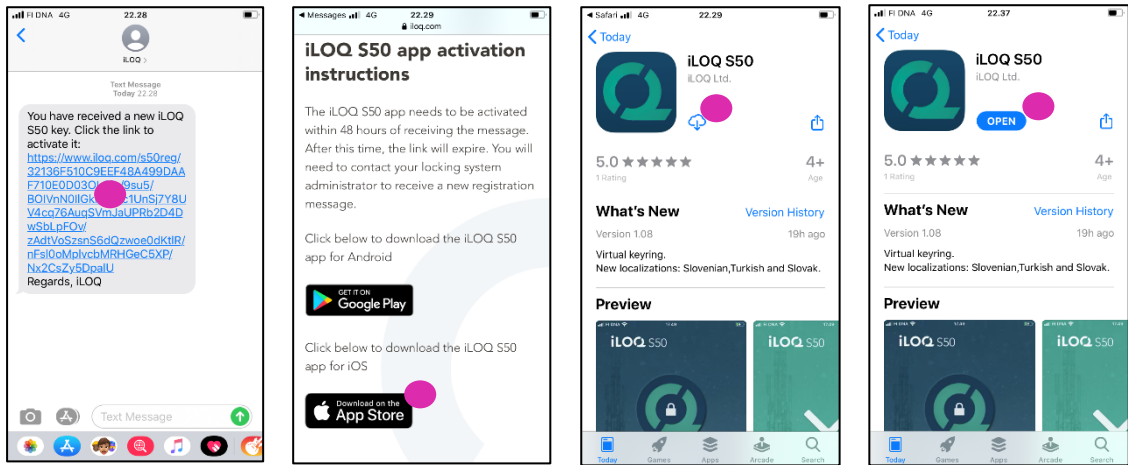 FI DNA 4G 22.28
iLOQ
Text Message
Today 22.28
You have received a new iLOQ
S50 key. Click the link to
activate it:
https://www.iloq.com/s50reg/
32136F510C9EEF48A499DAA
F710E0D03O /9su5/
BOIVnN0IlGk c1UnSj7Y8U
V4cq76AuqSVmJaUPRb2D4D
wSbLpFOv/
zAdtVoSzsnS6dQzwoe0dKtlR/
nFsl0oMplvcbMRHGeC5XP/
Nx2CsZy5DpalU
Regards, iLOQ
Text Message
Messages 4G 22.29
iloq.com
iLOQ S50 app activation
instructions
The iLOQ S50 app needs to be activated
within 48 hours of receiving the message.
After this time, the link will expire. You will
need to contact your locking system
administrator to receive a new registration
message.
Click below to download the iLOQ S50
app for Android
GET IT ON
Google Play
Click below to download the iLOQ S50
app for iOS
Download on the
App Store
Safari 4G 22.29
Today
iLOQ S50
iLOQ Ltd.
5.0 4+
1 Rating Age
What's New Version History
Version 1.08 19h ago
Virtual keyring.
New localizations: Slovenian,Turkish and Slovak.
Preview
iLOQ S50
iLOQ S50
Today Games Apps Arcade Search
FI DNA 4G 22.37
Today
iLOQ S50
iLOQ Ltd.
OPEN
5.0 4+
1 Rating Age
What's New Version History
Version 1.08 19h ago
Virtual keyring.
New localizations: Slovenian,Turkish and Slovak.
Preview
iLOQ S50
iLOQ S50
Today Games Apps Arcade Search